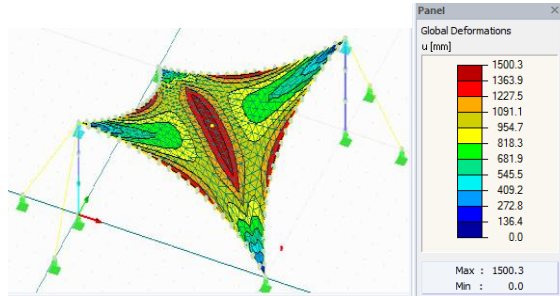 Panel
Global Deformations
u [mm]
1500.3
1363.9
1227.5
1091.1
954.7
818.3
681.9
545.5
409.2
272.8
136.4
0.0
Max : 1500.3
Min : 0.0